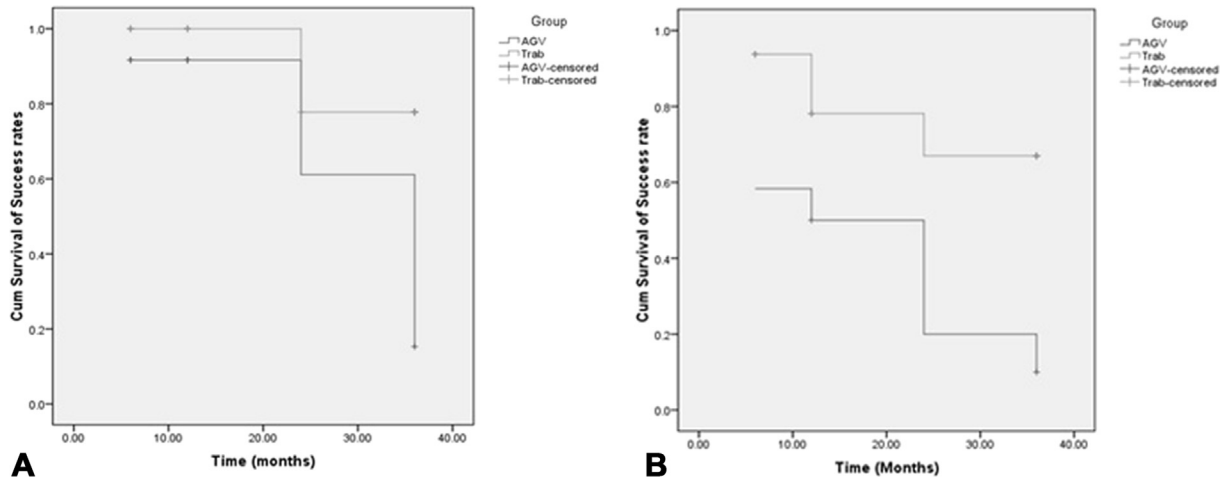 Cum Survival of Success rates
1.0
0.8
0.6
0.4
0.2
0.0
0.00 10.00 20.00 30.00 40.00
Time (months)
Group
AGV
Trab
AGV-censored
Trab-censored
A
Cum Survival of Success rate
1.0
0.8
0.6
0.4
0.2
0.0
0.00 10.00 20.00 30.00 40.00
Time (Months)
Group
AGV
Trab
AGV-censored
Trab-censored
B